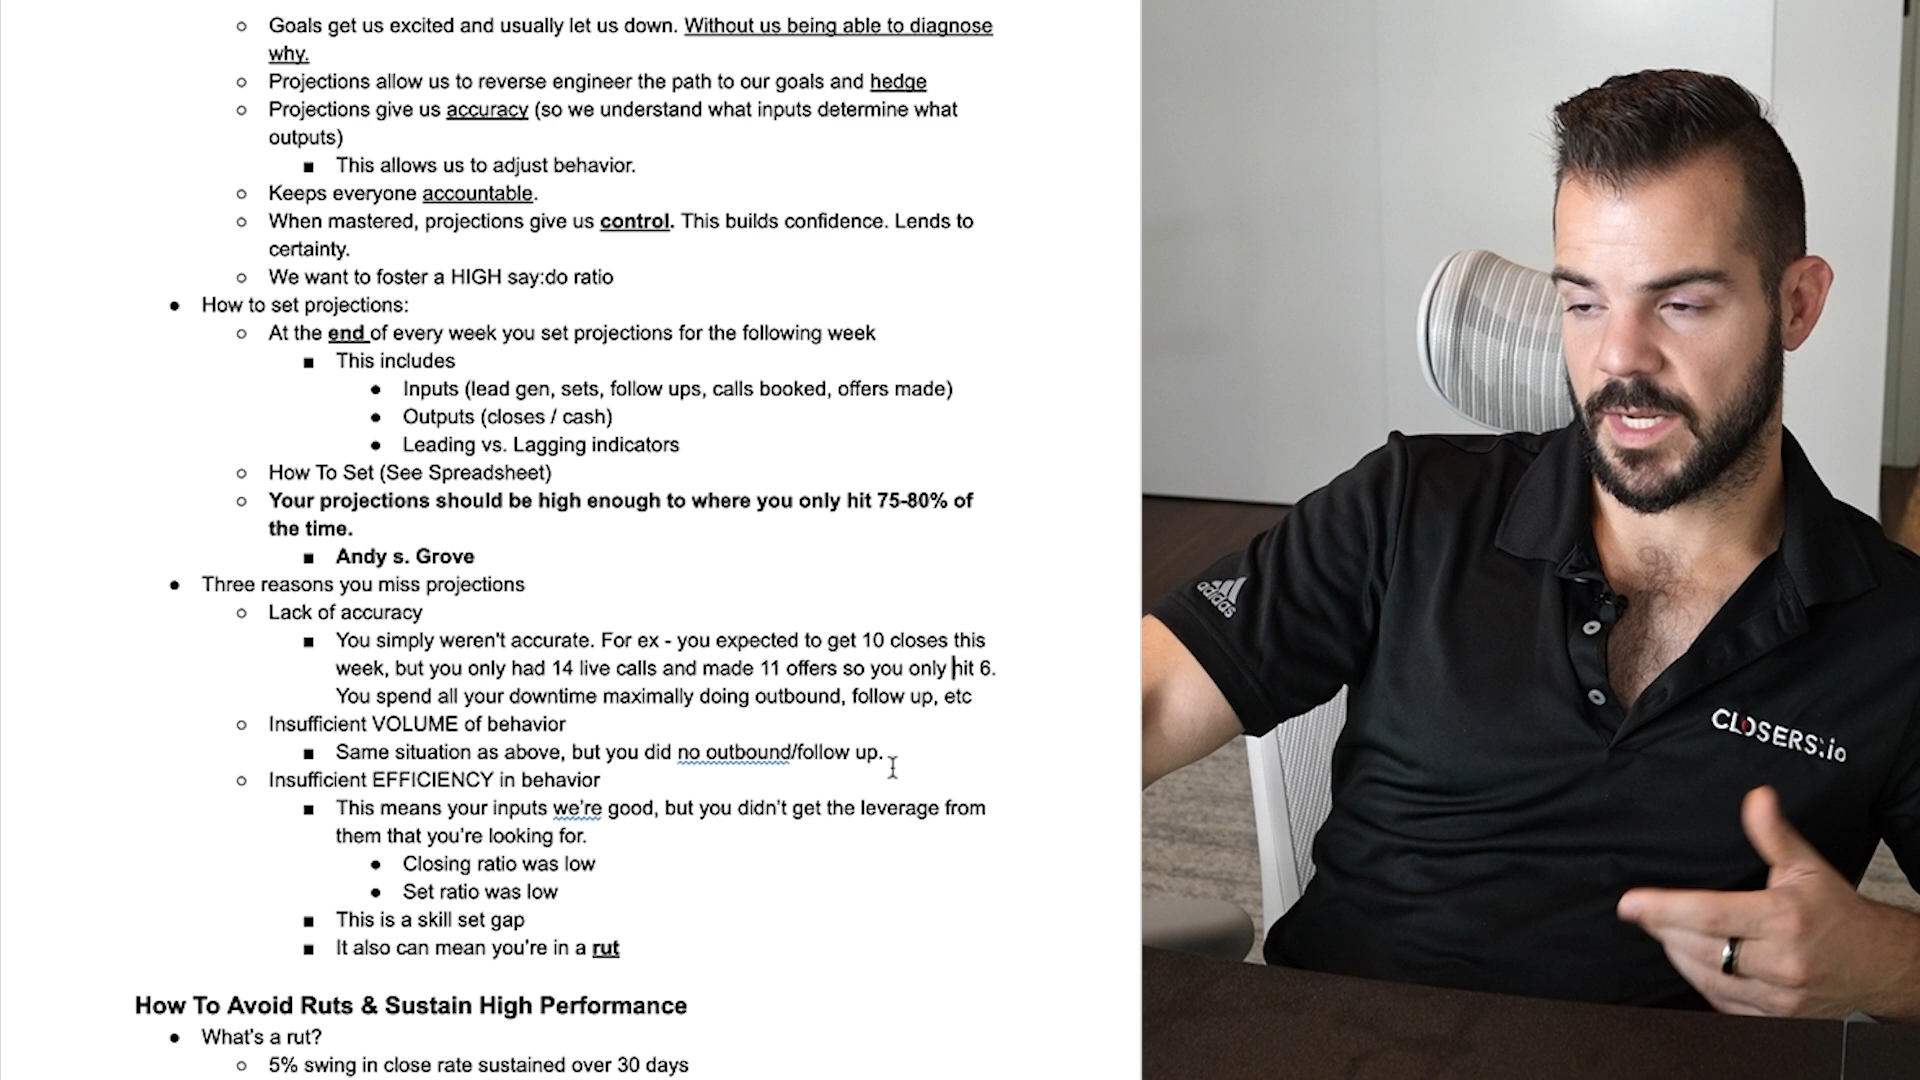 Goals get us excited and usually let us down. Without us being able to diagnose
why.
Projections allow us to reverse engineer the path to our goals and hedge
Projections give us accuracy (so we understand what inputs determine what
outputs)
This allows us to adjust behavior.
Keeps everyone accountable.
When mastered, projections give us control. This builds confidence. Lends to
certainty.
We want to foster a HIGH say:do ratio
How to set projections:
At the end of every week you set projections for the following week
This includes
Inputs (lead gen, sets, follow ups, calls booked, offers made)
Outputs (closes / cash)
Leading vs. Lagging indicators
How To Set (See Spreadsheet)
Your projections should be high enough to where you only hit 75-80% of
the time.
Andy s. Grove
Three reasons you miss projections
Lack of accuracy
You simply weren't accurate. For ex - you expected to get 10 closes this
week, but you only had 14 live calls and made 11 offers so you only hit 6.
You spend all your downtime maximally doing outbound, follow up, etc
Insufficient VOLUME of behavior
Same situation as above, but you did no outbound/follow up.
Insufficient EFFICIENCY in behavior
This means your inputs we're good, but you didn't get the leverage from
them that you're looking for.
Closing ratio was low
Set ratio was low
This is a skill set gap
It also can mean you're in a rut
How To Avoid Ruts & Sustain High Performance
What's a rut?
5% swing in close rate sustained over 30 days
adidas
CLOSERS.io